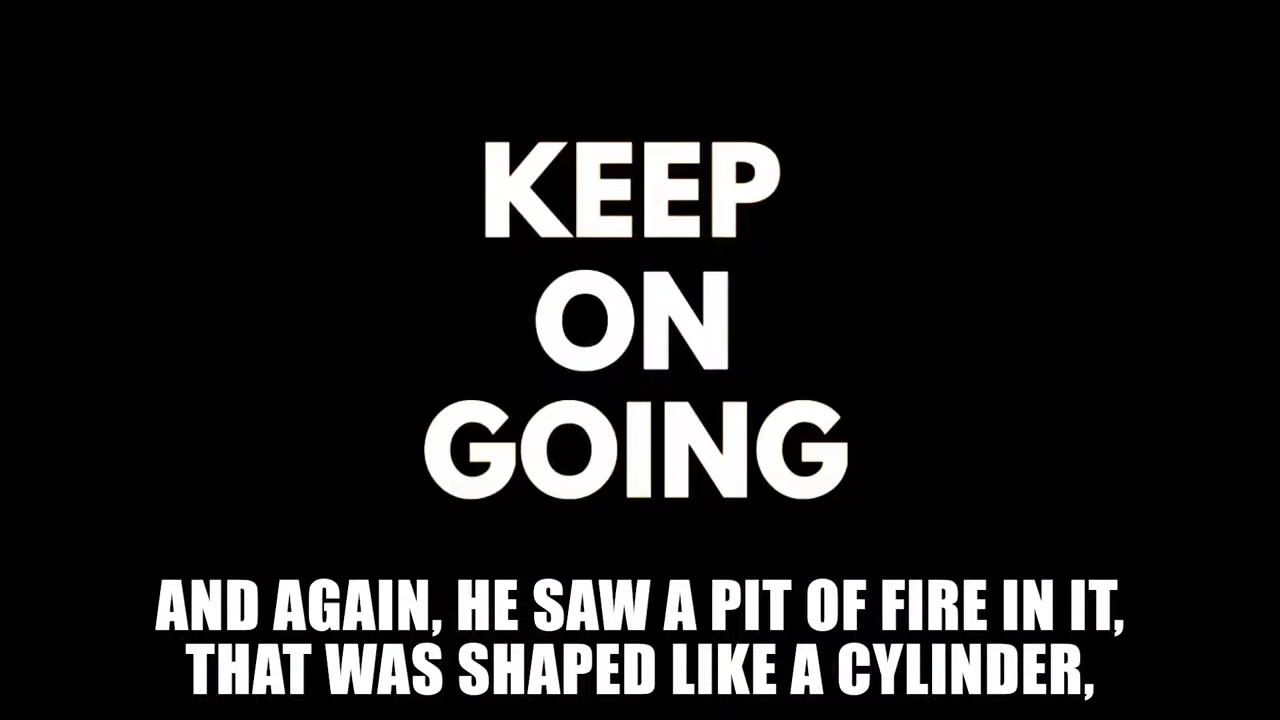 KEEP
ON
GOING
AND AGAIN, HE SAW A PIT OF FIRE IN IT,
THAT WAS SHAPED LIKE A CYLINDER,